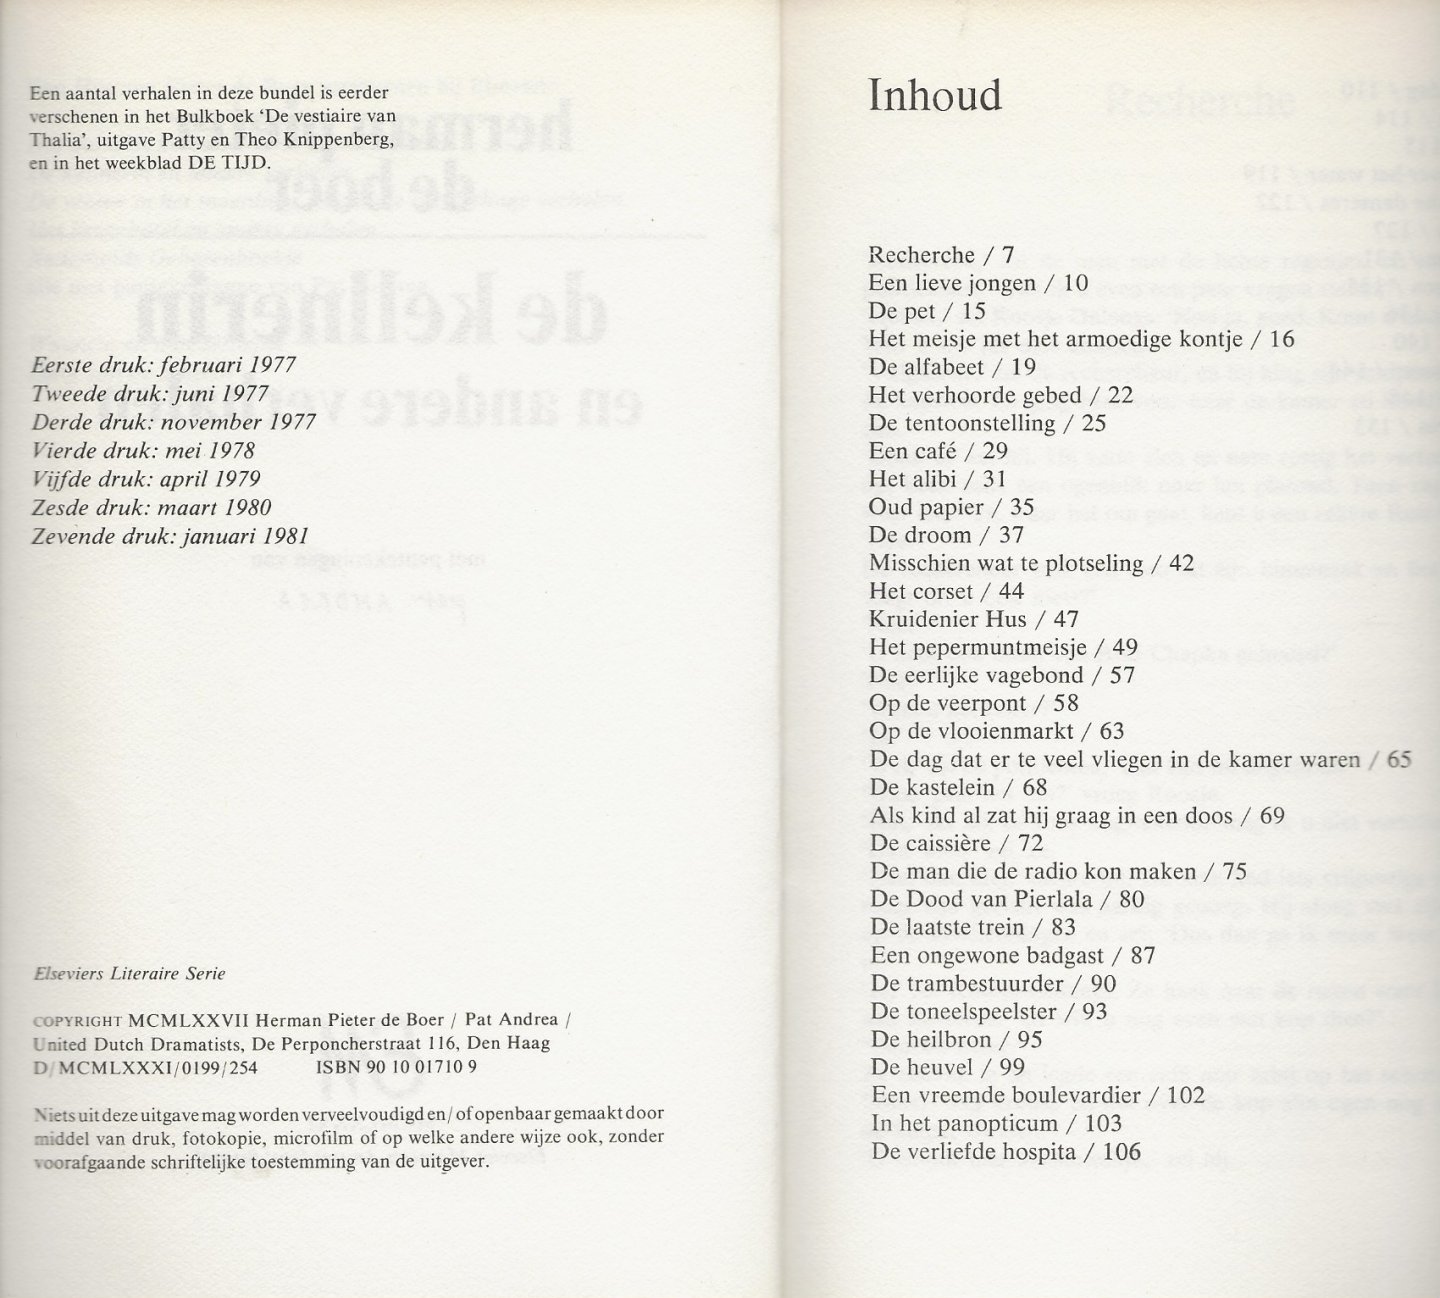 Een aantal verhalen in deze bundel is eerder
verschenen in het Bulkboek ‘De vestiaire van
Thalia’, uitgave Patty en Theo Knippenberg,
en in het weekblad DE TIJD.
Eerste druk: februari 1977
Tweede druk: juni 1977
Derde druk: november 1977
Vierde druk: mei 1978
Vijfde druk: april 1979
Zesde druk: maart 1980
Zevende druk: januari 1981
Elseviers Literaire Serie
COPYRIGHT MCMLXXVII Herman Pieter de Boer / Pat Andrea /
United Dutch Dramatists, De Perponcherstraat 116, Den Haag
D/MCMLXXXI/0199/254 ISBN 90 10 01710 9
Niets uit deze uitgave mag worden verveelvoudigd en/of openbaar gemaakt door
middel van druk, fotokopie, microfilm of op welke andere wijze ook, zonder
voorafgaande schriftelijke toestemming van de uitgever.
Inhoud
Recherche / 7
Een lieve jongen / 10
De pet / 15
Het meisje met het armoedige kontje / 16
De alfabeet / 19
Het verhoorde gebed / 22
De tentoonstelling / 25
Een café / 29
Het alibi / 31
Oud papier / 35
De droom / 37
Misschien wat te plotseling / 42
Het corset / 44
Kruidenier Hus / 47
Het pepermuntmeisje / 49
De eerlijke vagebond / 57
Op de veerpont / 58
Op de vlooienmarkt / 63
De dag dat er te veel vliegen in de kamer waren / 65
De kastelein / 68
Als kind al zat hij graag in een doos / 69
De caissière / 72
De man die de radio kon maken / 75
De Dood van Pierlala / 80
De laatste trein / 83
Een ongewone badgast / 87
De trambestuurder / 90
De toneelspeelster / 93
De heilbron / 95
De heuvel / 99
Een vreemde boulevardier / 102
In het panopticum / 103
De verliefde hospita / 106